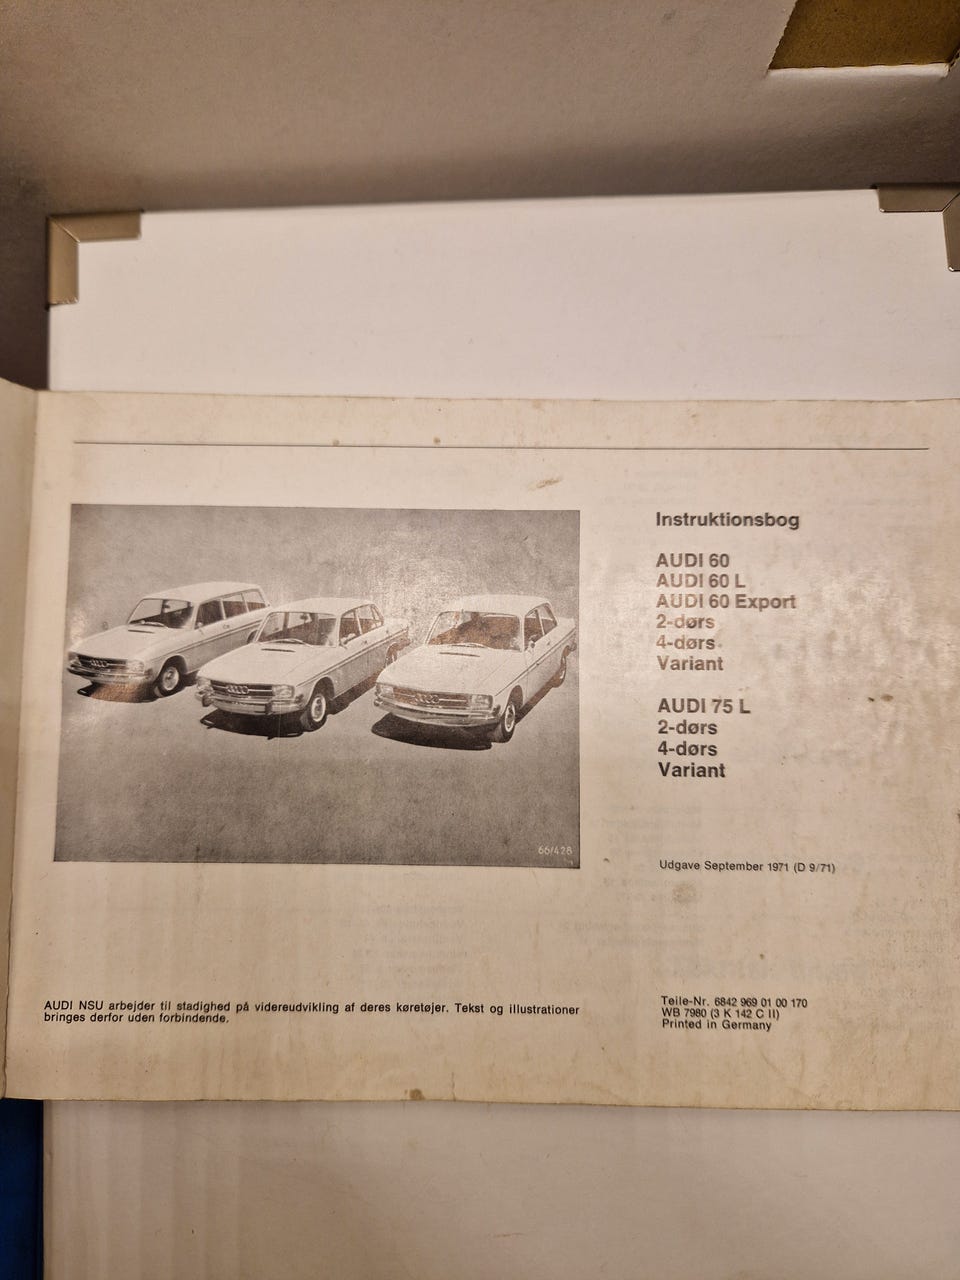 Instruktionsbog
AUDI 60
AUDI 60 L
AUDI 60 Export
2-dørs
4-dørs
Variant
AUDI 75 L
2-dørs
4-dørs
Variant
66/428
Udgave September 1971 (D 9/71)
AUDI NSU arbejder til stadighed på videreudvikling af deres køretøjer. Tekst og illustrationer
bringes derfor uden forbindende.
Teile-Nr. 6842 969 01 00 170
WB 7980 (3 K 142 C II)
Printed in Germany